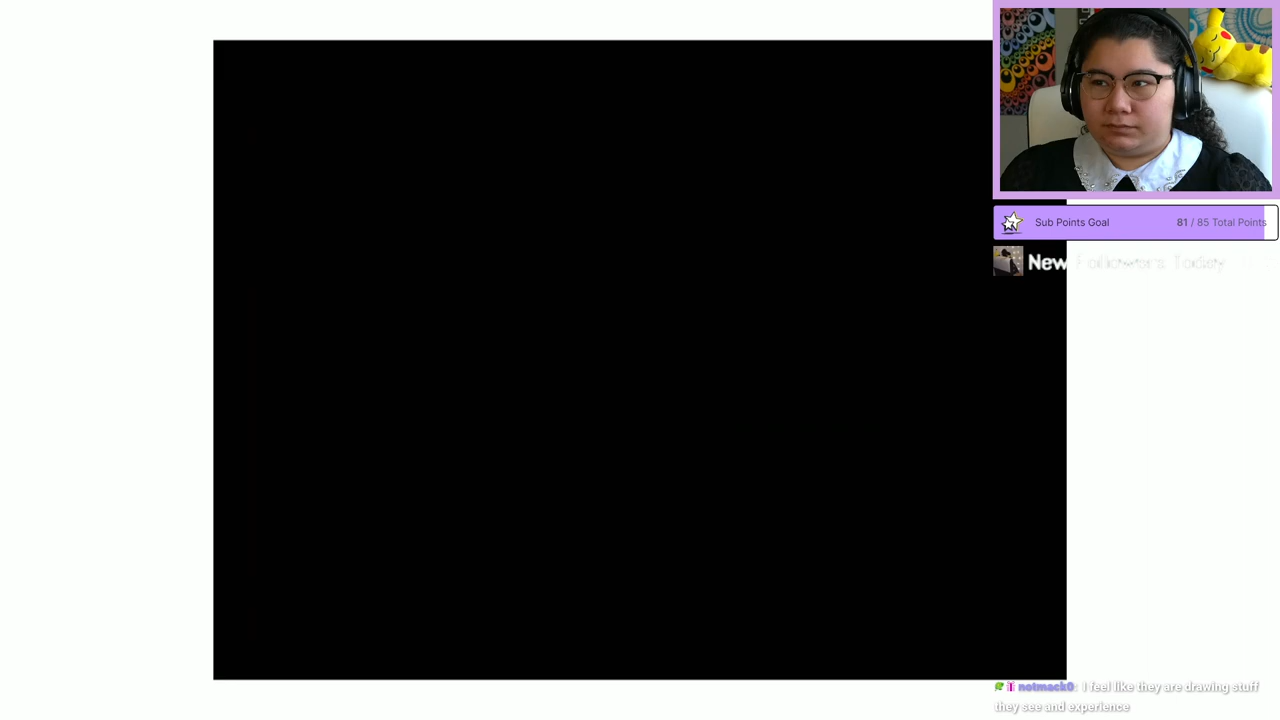 Sub Points Goal 81 / 85 Total Points
New Followers Today
notmack0: I feel like they are drawing stuff
they see and experience